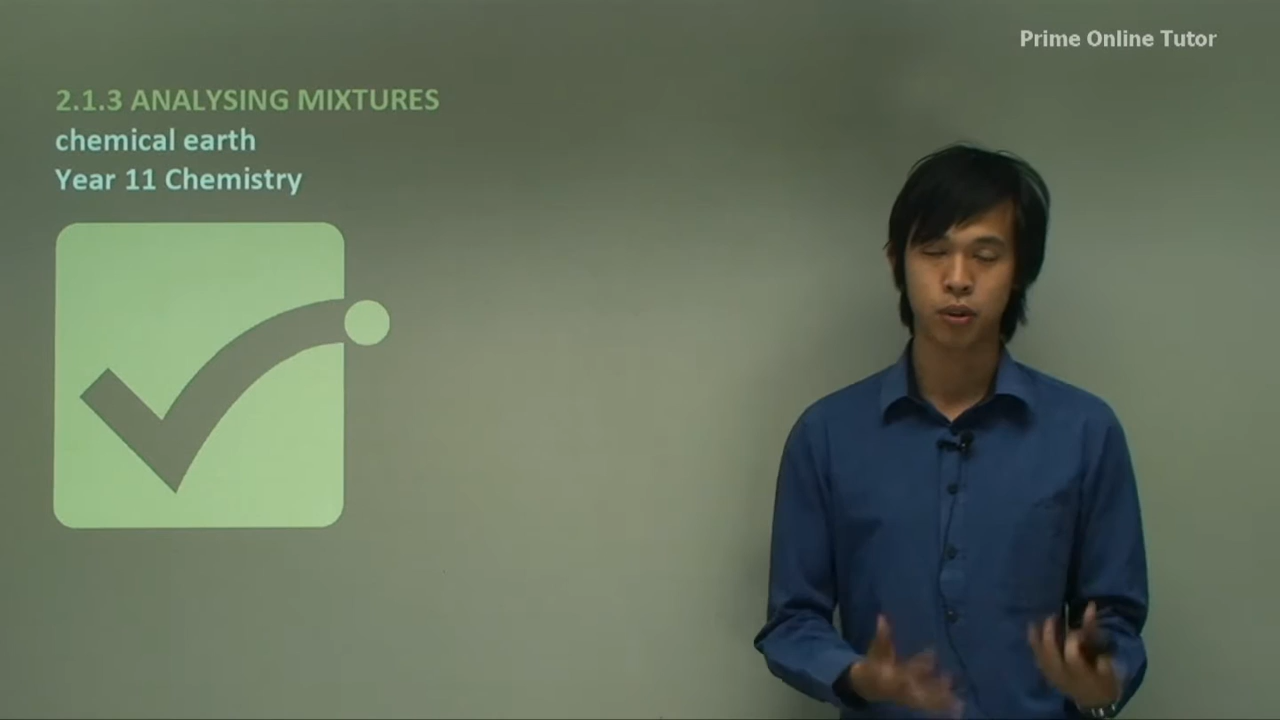 Prime Online Tutor
2.1.3 ANALYSING MIXTURES
chemical earth
Year 11 Chemistry